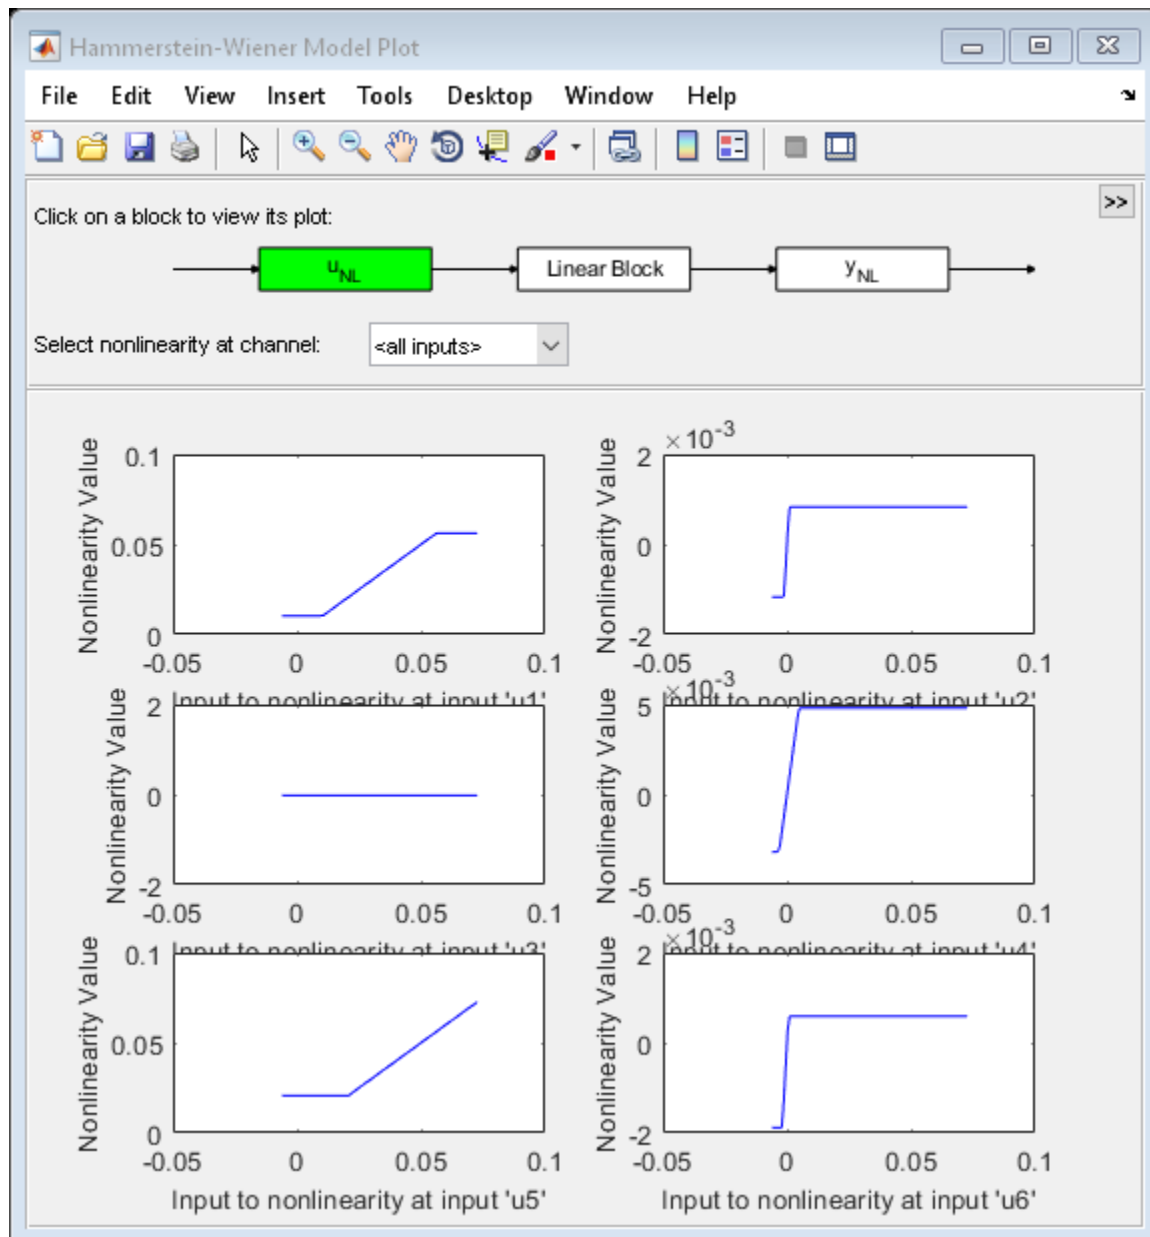 Hammerstein-Wiener Model Plot
File Edit View Insert Tools Desktop Window Help
>>
Click on a block to view its plot:
u_NL Linear Block y_NL
Select nonlinearity at channel: <all inputs>
Nonlinearity Value
0.1
0.05
0
-0.05 0 0.05 0.1
Input to nonlinearity at input 'u1'
×10^-3
Nonlinearity Value
2
0
-2
-0.05 0 0.05 0.1
Input to nonlinearity at input 'u2'
Nonlinearity Value
2
0
-2
-0.05 0 0.05 0.1
Input to nonlinearity at input 'u3'
×10^-3
Nonlinearity Value
5
0
-5
-0.05 0 0.05 0.1
Input to nonlinearity at input 'u4'
Nonlinearity Value
0.1
0.05
0
-0.05 0 0.05 0.1
Input to nonlinearity at input 'u5'
×10^-3
Nonlinearity Value
2
0
-2
-0.05 0 0.05 0.1
Input to nonlinearity at input 'u6'